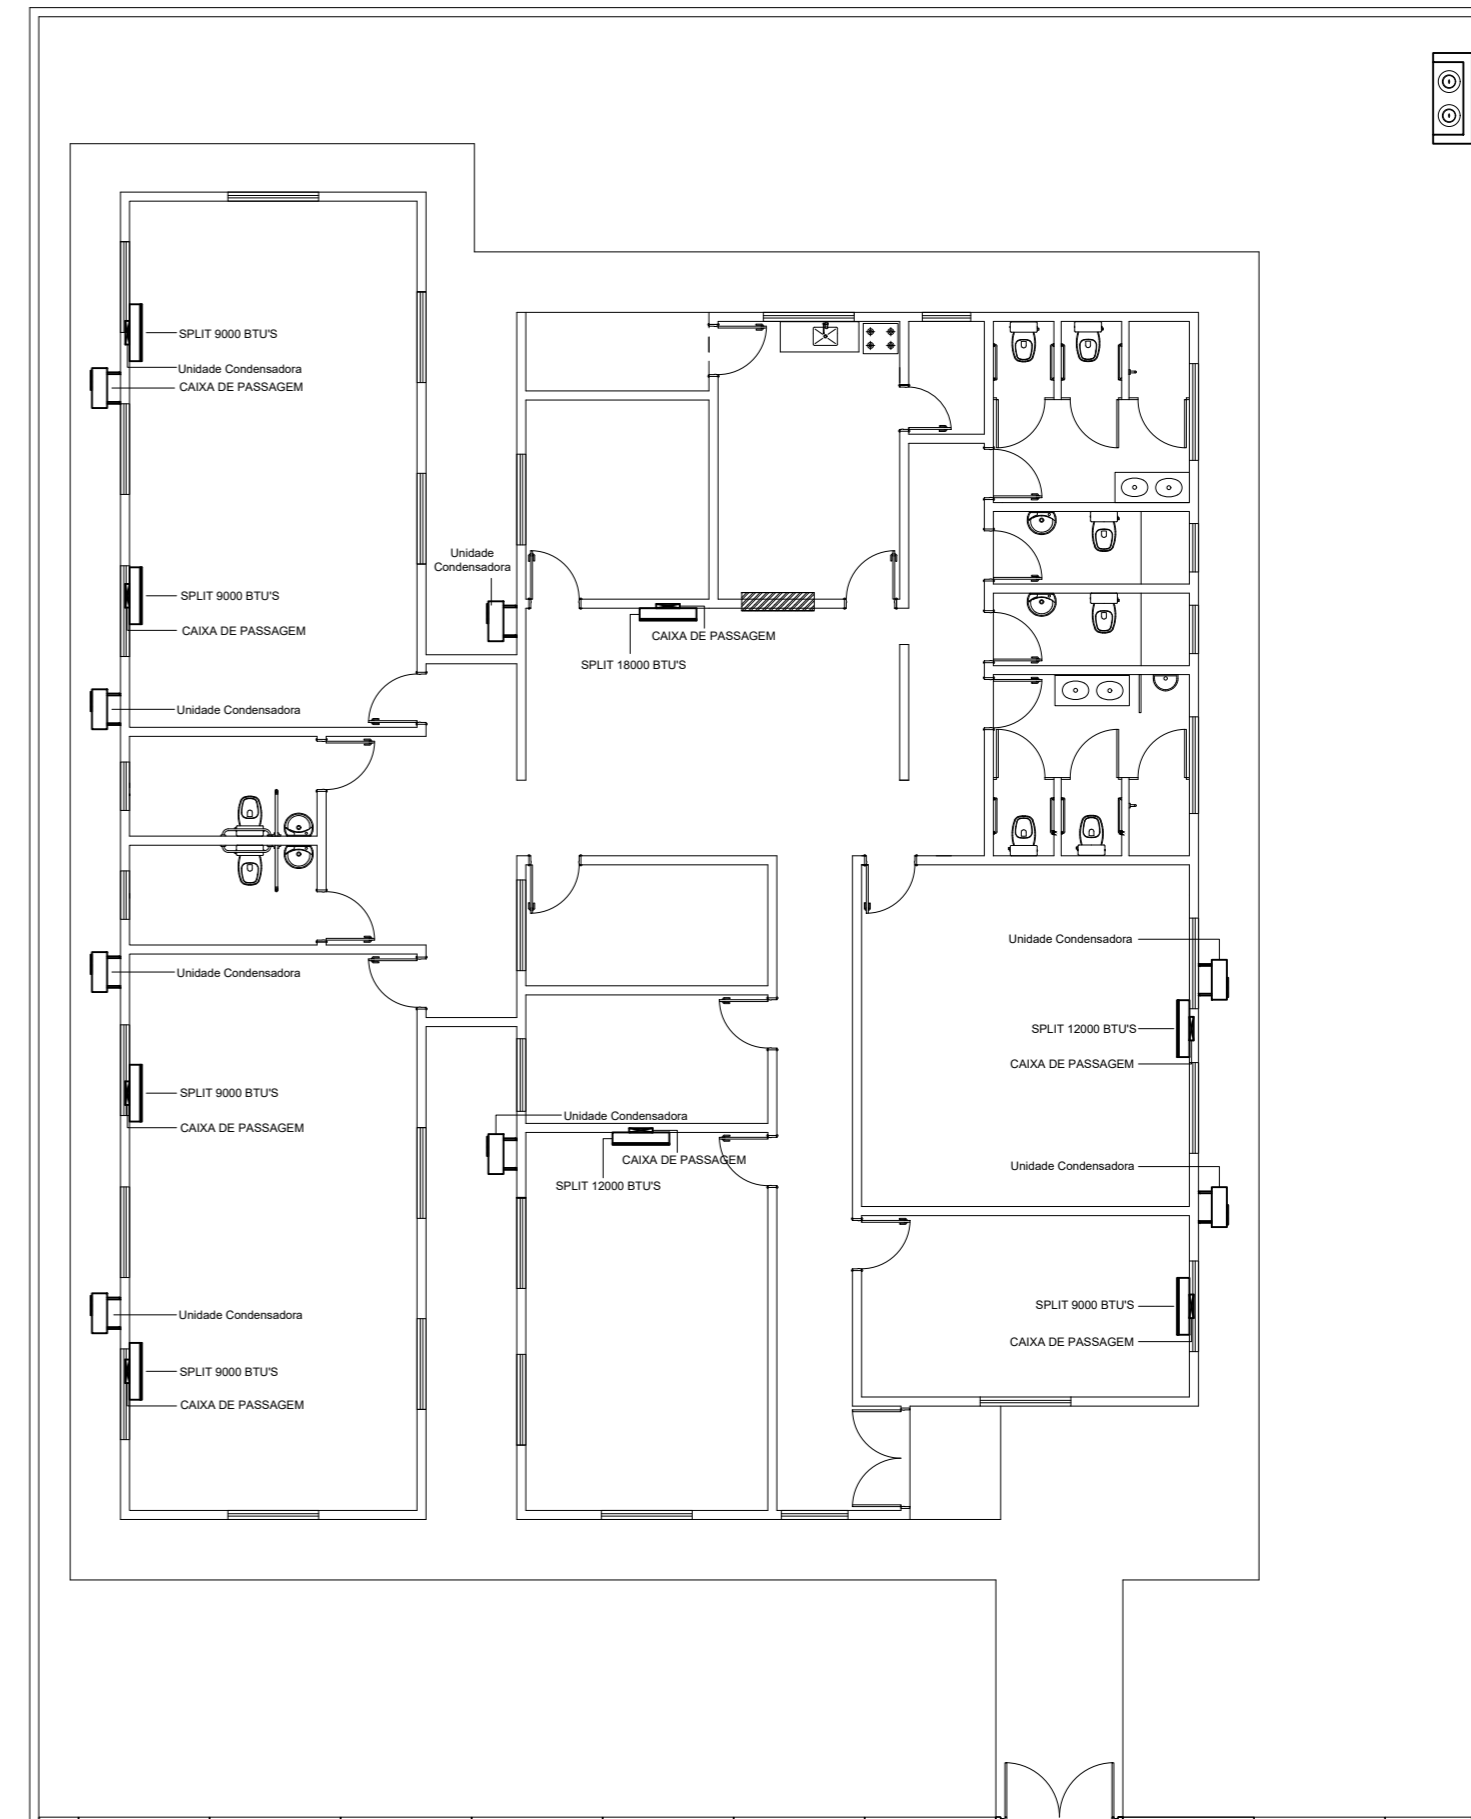 SPLIT 9000 BTU'S
Unidade Condensadora
CAIXA DE PASSAGEM
SPLIT 9000 BTU'S
CAIXA DE PASSAGEM
Unidade Condensadora
Unidade
Condensadora
CAIXA DE PASSAGEM
SPLIT 18000 BTU'S
Unidade Condensadora
SPLIT 9000 BTU'S
CAIXA DE PASSAGEM
Unidade Condensadora
SPLIT 9000 BTU'S
CAIXA DE PASSAGEM
Unidade Condensadora
CAIXA DE PASSAGEM
SPLIT 12000 BTU'S
Unidade Condensadora
SPLIT 12000 BTU'S
CAIXA DE PASSAGEM
Unidade Condensadora
SPLIT 9000 BTU'S
CAIXA DE PASSAGEM